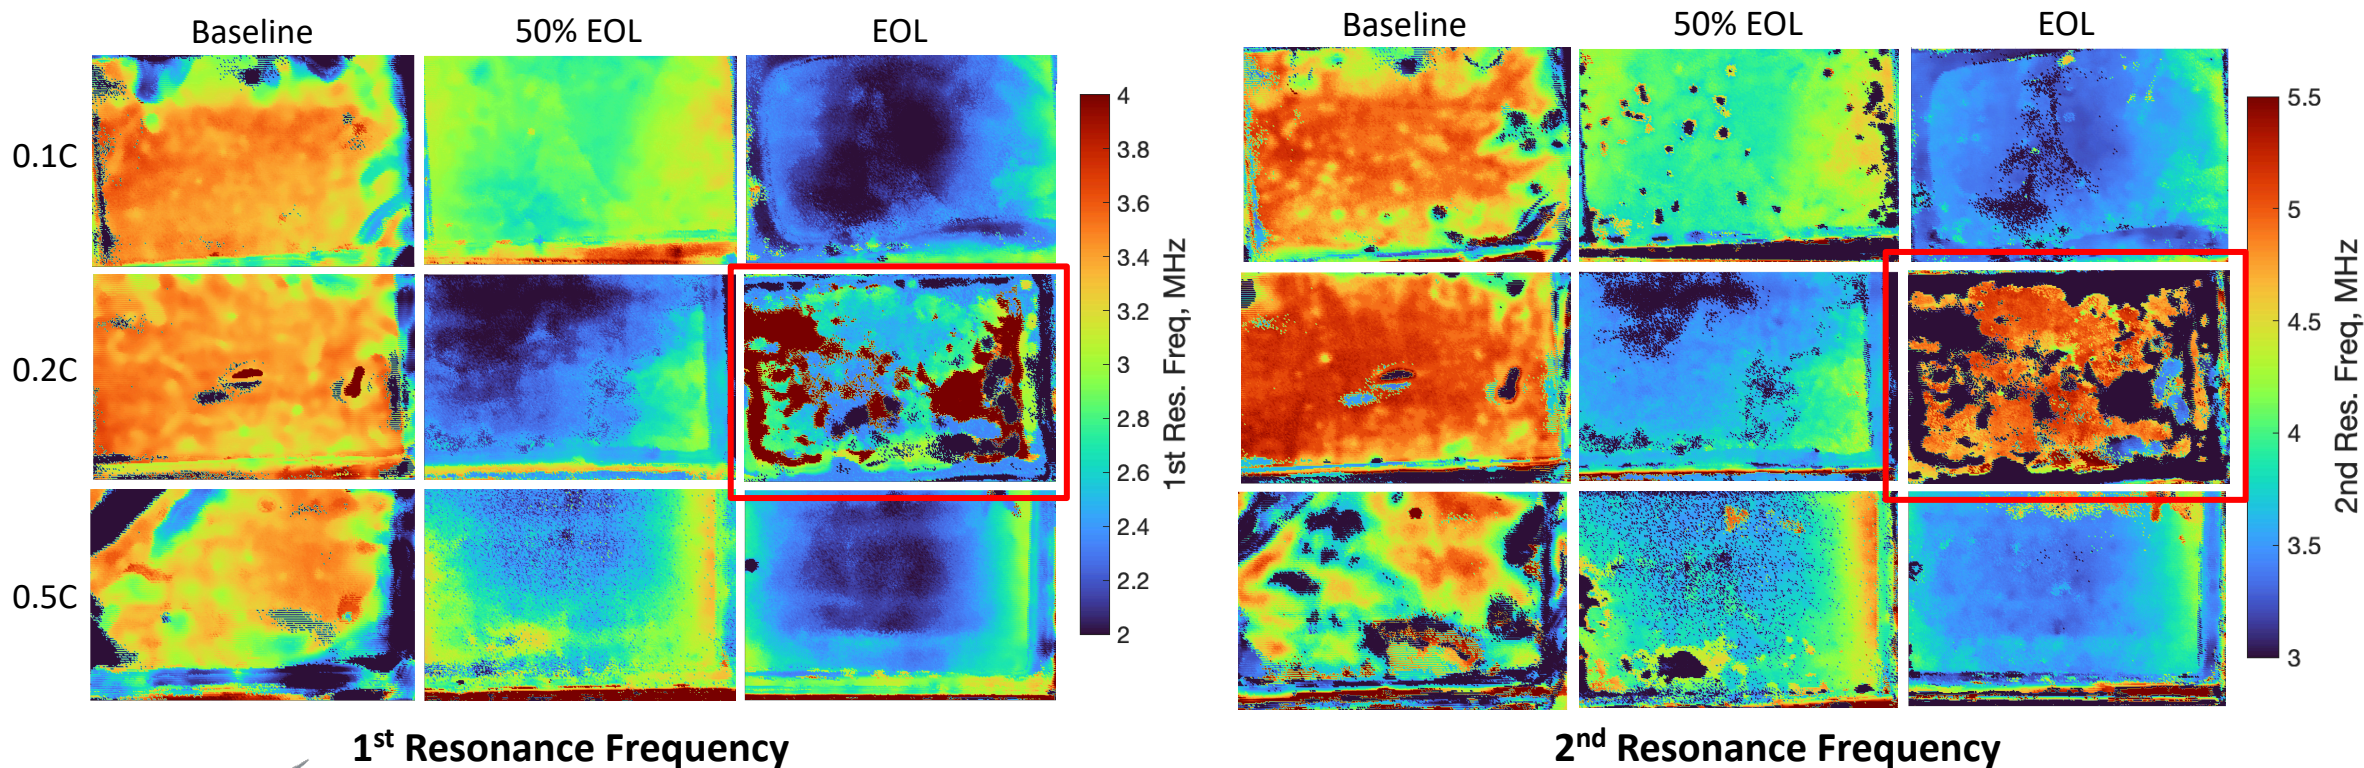 Baseline 50% EOL EOL
0.1C
0.2C
0.5C
4
3.8
3.6
3.4
3.2
3
2.8
2.6
2.4
2.2
2
1st Res. Freq, MHz
1st Resonance Frequency
Baseline 50% EOL EOL
5.5
5
4.5
4
3.5
3
2nd Res. Freq, MHz
2nd Resonance Frequency